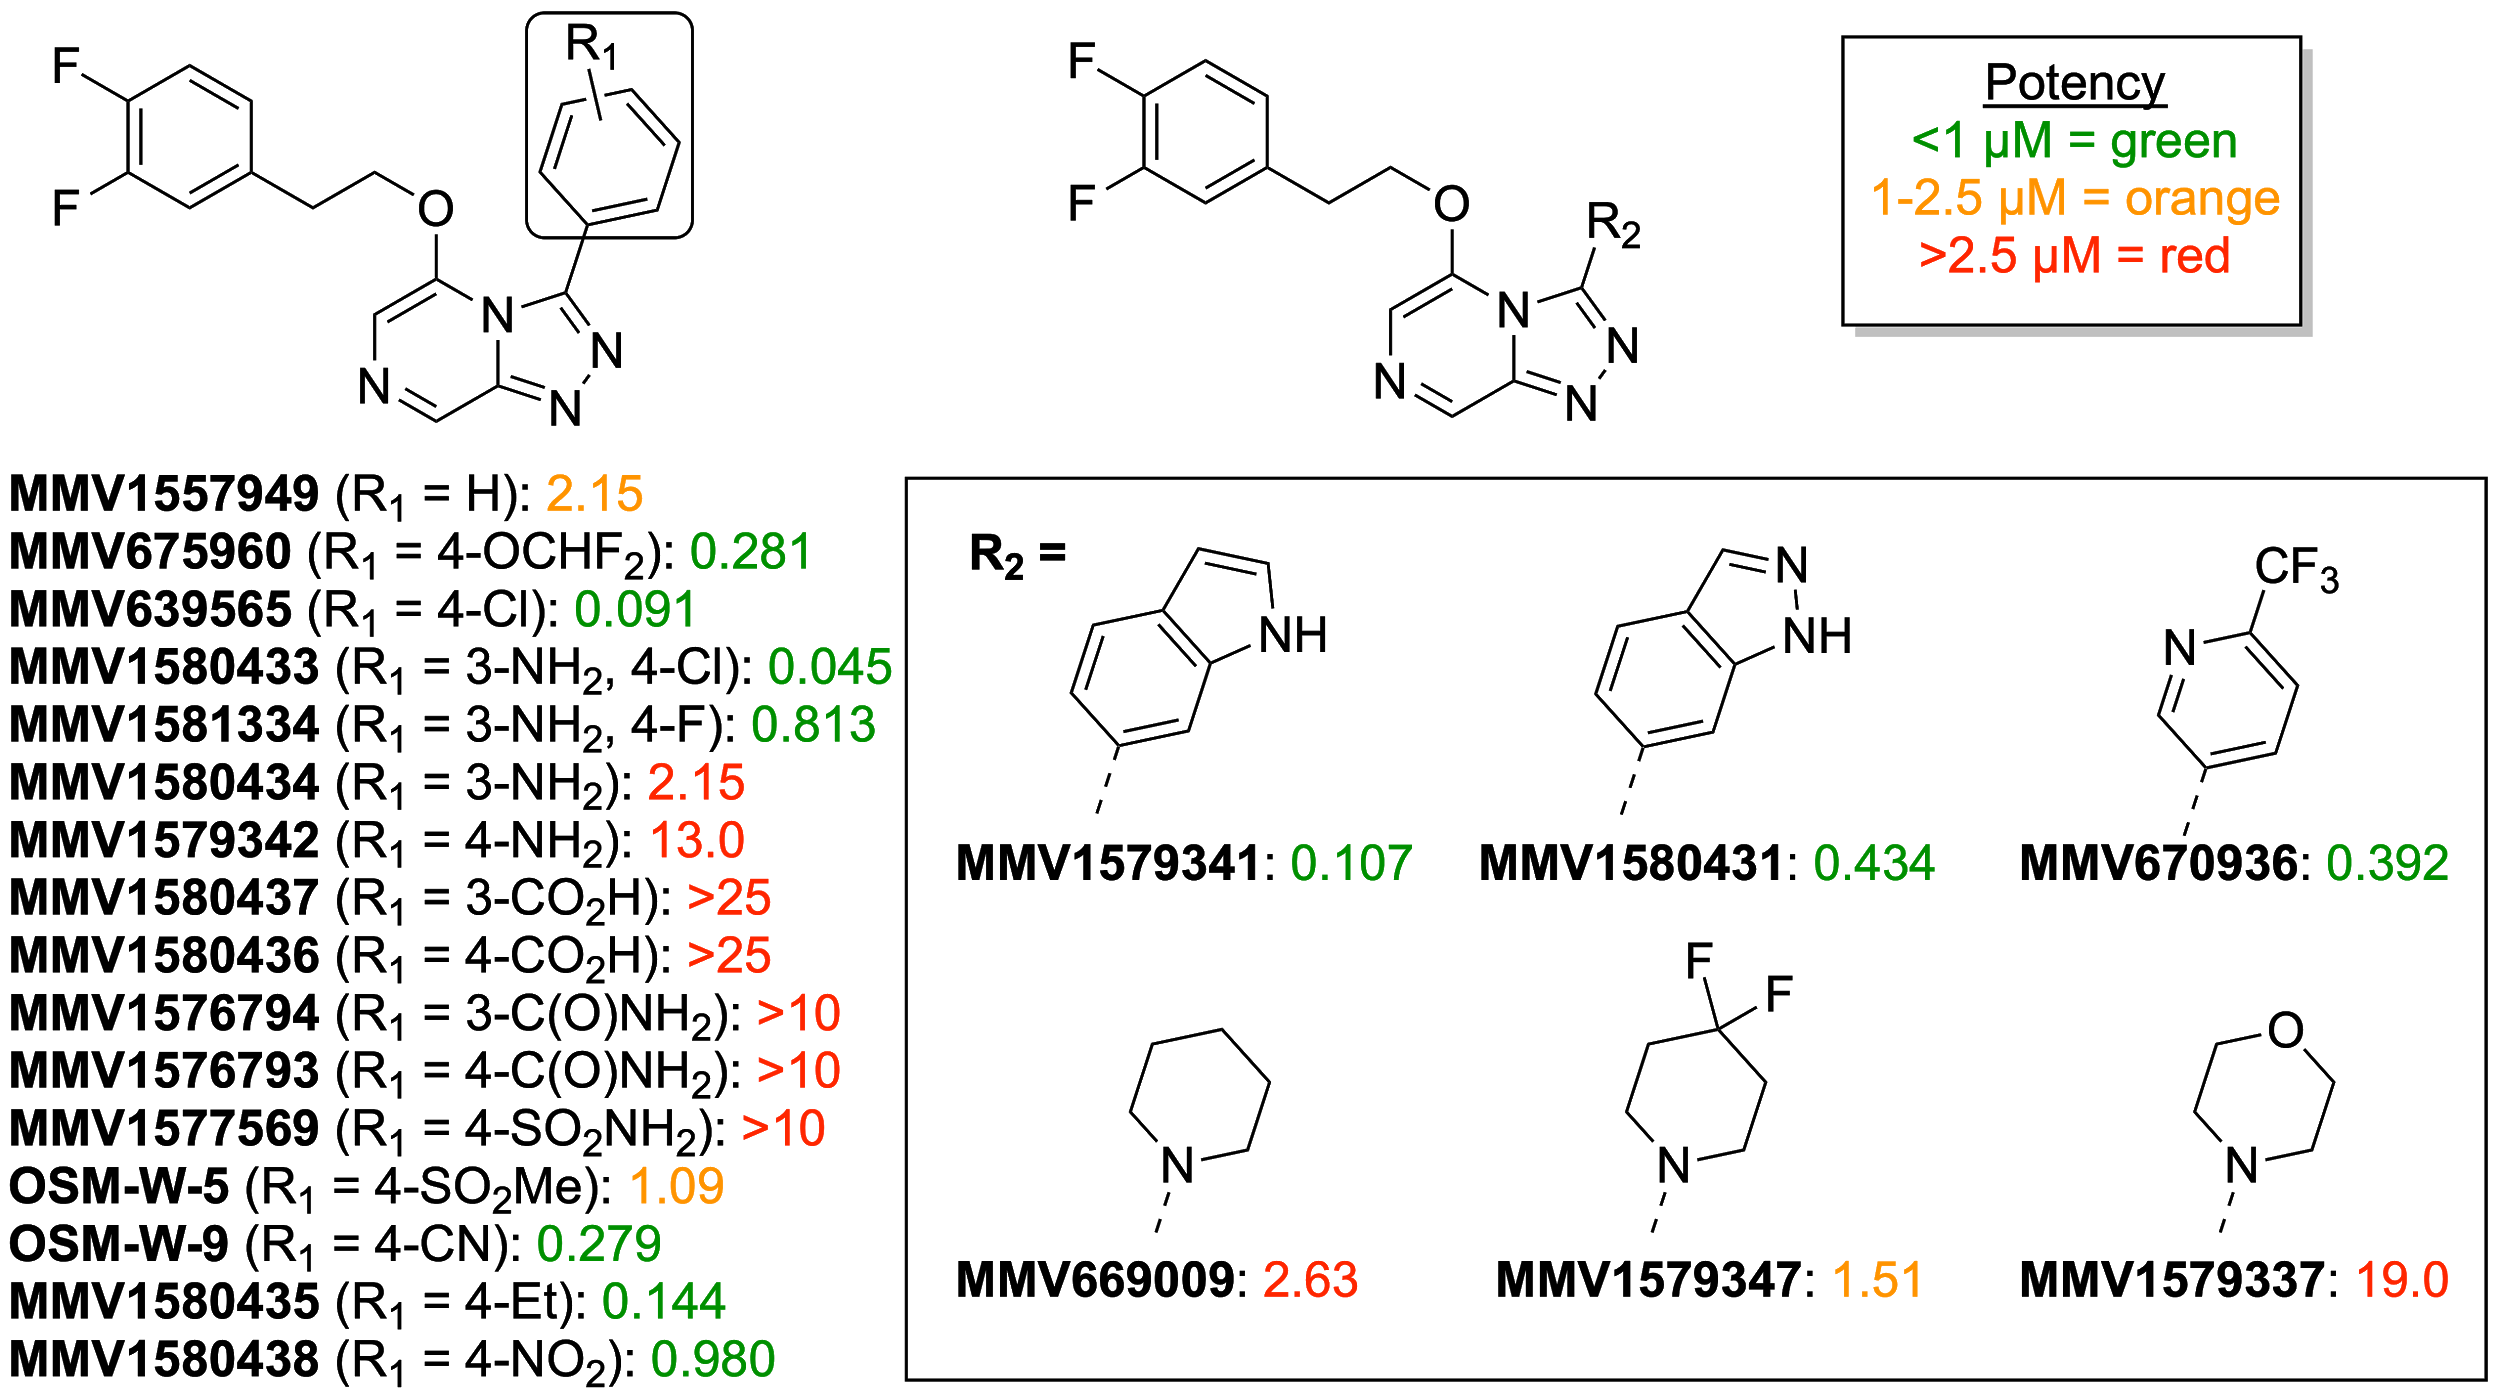 F
F
O
R1
N
N
N
N
F
F
O
R2
N
N
N
N
Potency
<1 µM = green
1-2.5 µM = orange
>2.5 µM = red
MMV1557949 (R1 = H): 2.15
MMV675960 (R1 = 4-OCHF2): 0.281
MMV639565 (R1 = 4-Cl): 0.091
MMV1580433 (R1 = 3-NH2, 4-Cl): 0.045
MMV1581334 (R1 = 3-NH2, 4-F): 0.813
MMV1580434 (R1 = 3-NH2): 2.15
MMV1579342 (R1 = 4-NH2): 13.0
MMV1580437 (R1 = 3-CO2H): >25
MMV1580436 (R1 = 4-CO2H): >25
MMV1576794 (R1 = 3-C(O)NH2): >10
MMV1576793 (R1 = 4-C(O)NH2): >10
MMV1577569 (R1 = 4-SO2NH2): >10
OSM-W-5 (R1 = 4-SO2Me): 1.09
OSM-W-9 (R1 = 4-CN): 0.279
MMV1580435 (R1 = 4-Et): 0.144
MMV1580438 (R1 = 4-NO2): 0.980
R2 =
NH
N
NH
CF3
N
MMV1579341: 0.107
MMV1580431: 0.434
MMV670936: 0.392
N
F
F
N
O
N
MMV669009: 2.63
MMV1579347: 1.51
MMV1579337: 19.0